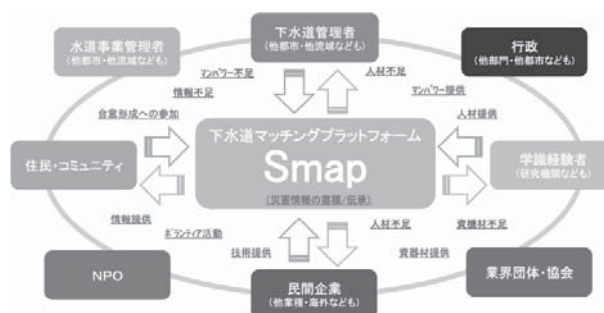 下水道管理者
(他都市・他流域なども)
水道事業管理者
(他都市・他流域なども)
行政
(他部門・他都市なども)
マンパワー不足
情報不足
人材不足
マンパワー提供
合意形成への参加
人材提供
下水道マッチングプラットフォーム
Smap
(災害情報の蓄積/伝承)
住民・コミュニティ
学識経験者
(研究機関なども)
情報提供
ボランティア活動
技術提供
人材不足
資機材不足
資器材提供
NPO
民間企業
(他業種・海外なども)
業界団体・協会